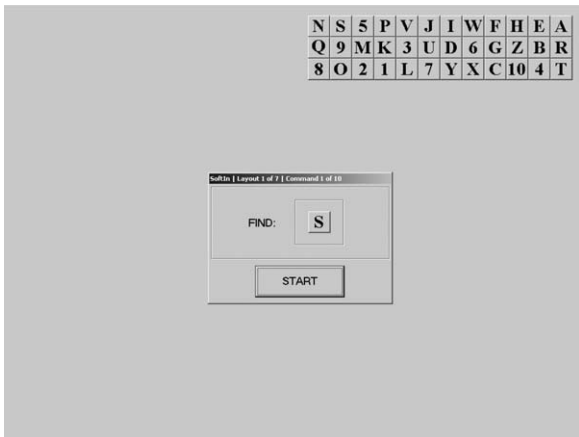 N S 5 P V J I W F H E A
Q 9 M K 3 U D 6 G Z B R
8 O 2 1 L 7 Y X C 10 4 T
SoftIn | Layout 1 of 7 | Command 1 of 10
FIND: S
START